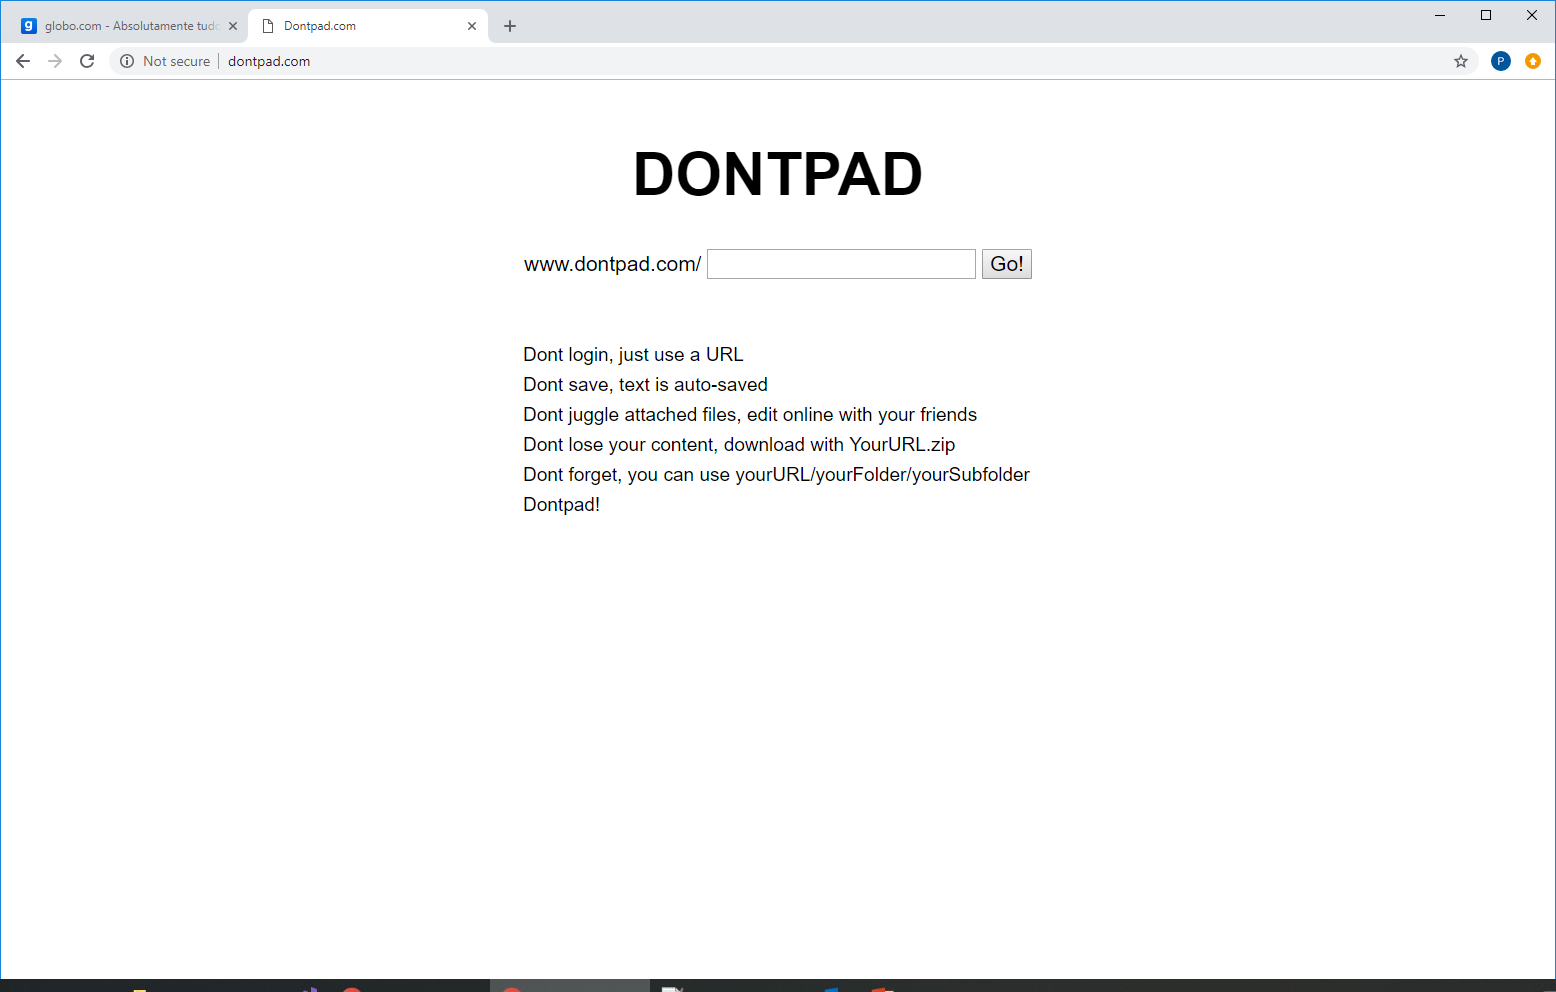 globo.com - Absolutamente tudo
Dontpad.com
Not secure
dontpad.com
P
DONTPAD
www.dontpad.com/
Go!
Dont login, just use a URL
Dont save, text is auto-saved
Dont juggle attached files, edit online with your friends
Dont lose your content, download with YourURL.zip
Dont forget, you can use yourURL/yourFolder/yourSubfolder
Dontpad!